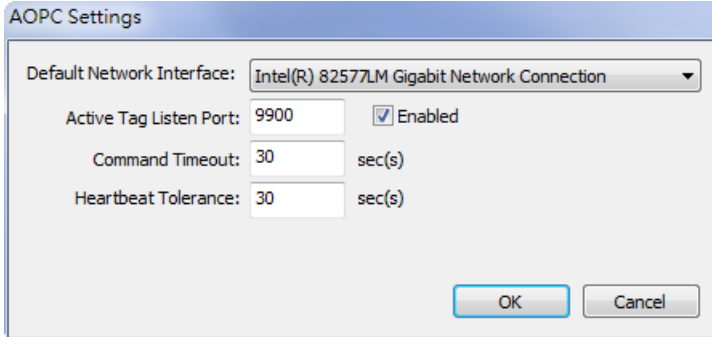 AOPC Settings
Default Network Interface: Intel(R) 82577LM Gigabit Network Connection
Active Tag Listen Port: 9900 Enabled
Command Timeout: 30 sec(s)
Heartbeat Tolerance: 30 sec(s)
OK Cancel